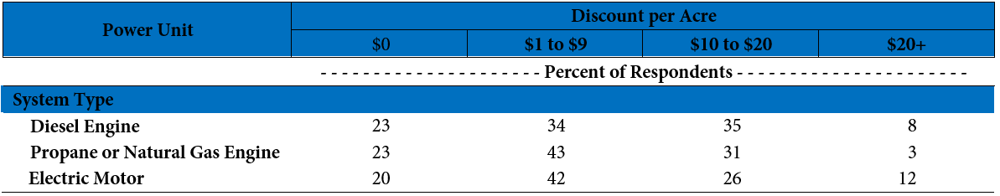 Power Unit
Discount per Acre
$0 $1 to $9 $10 to $20 $20+
- - - - - - - - - - - - - - - - - - - - - Percent of Respondents - - - - - - - - - - - - - - - - - - - - - -
System Type
Diesel Engine 23 34 35 8
Propane or Natural Gas Engine 23 43 31 3
Electric Motor 20 42 26 12